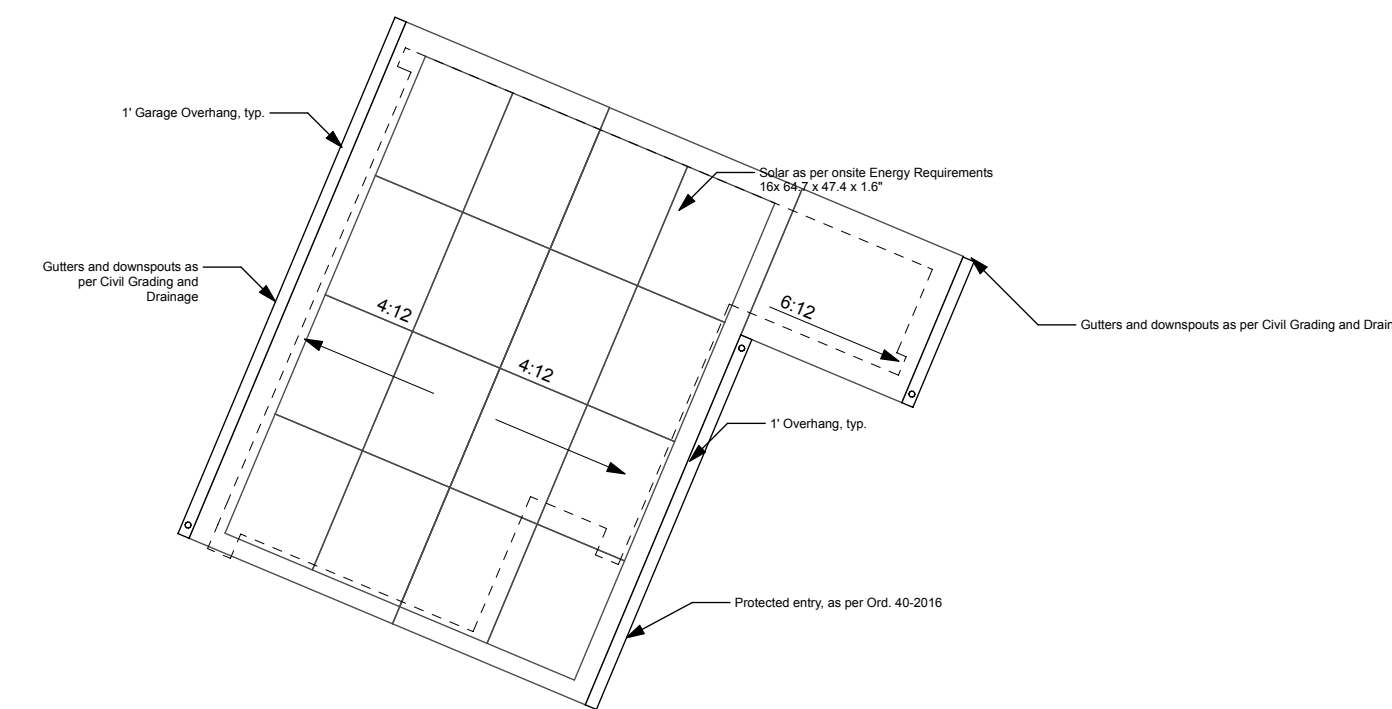 1' Garage Overhang, typ.
Solar as per onsite Energy Requirements
16x 64.7 x 47.4 x 1.6"
Gutters and downspouts as
per Civil Grading and
Drainage
4:12
4:12
6:12
Gutters and downspouts as per Civil Grading and Drain
1' Overhang, typ.
Protected entry, as per Ord. 40-2016